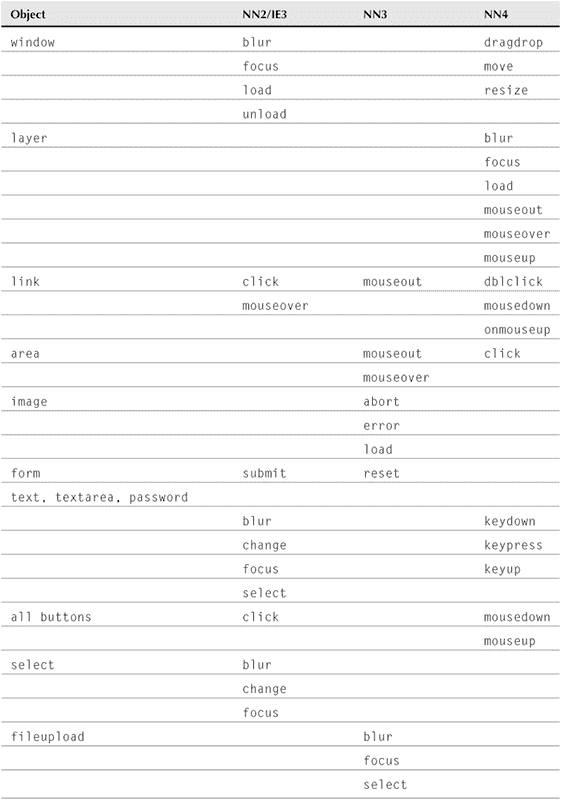 Object NN2/IE3 NN3 NN4
window blur dragdrop
focus move
load resize
unload
layer blur
focus
load
mouseout
mouseover
mouseup
link click mouseout dblclick
mouseover mousedown
onmouseup
area mouseout click
mouseover
image abort
error
load
form submit reset
text, textarea, password
blur keydown
change keypress
focus keyup
select
all buttons click mousedown
mouseup
select blur
change
focus
fileupload blur
focus
select